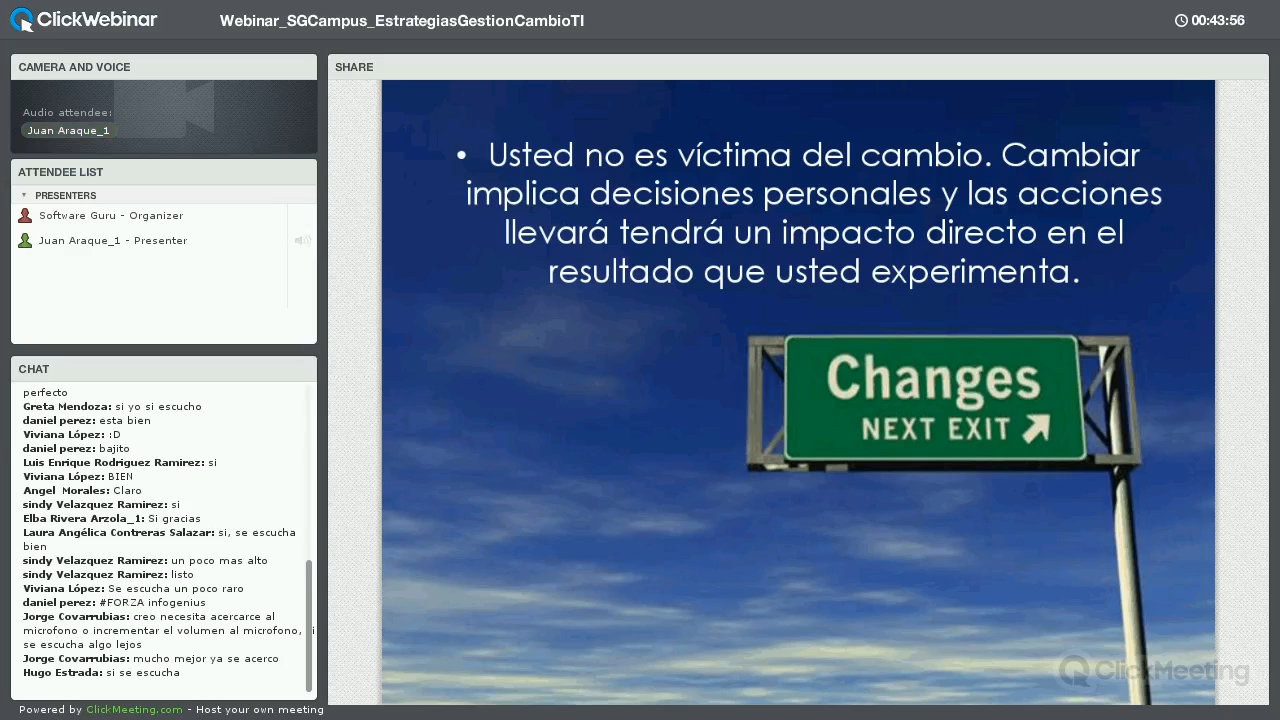 ClickWebinar
Webinar_SGCampus_EstrategiasGestionCambioTI
00:43:56
CAMERA AND VOICE
Audio attendee:
Juan Araque_1
ATTENDEE LIST
PRESENTERS
Software Guru - Organizer
Juan Araque_1 - Presenter
CHAT
perfecto
Greta Mendoza: si yo si escucho
daniel perez: esta bien
Viviana López: :D
daniel perez: bajito
Luis Enrique Rodriguez Ramirez: si
Viviana López: BIEN
Angel Morales: Claro
sindy Velazquez Ramirez: si
Elba Rivera Arzola_1: Si gracias
Laura Angélica Contreras Salazar: si, se escucha
bien
sindy Velazquez Ramirez: un poco mas alto
sindy Velazquez Ramirez: listo
Viviana López: Se escucha un poco raro
daniel perez: #FORZA infogenius
Jorge Covarrubias: creo necesita acercarce al
microfono o incrementar el volumen al microfono, i
se escucha algo lejos
Jorge Covarrubias: mucho mejor ya se acerco
Hugo Estrada: si se escucha
Powered by ClickMeeting.com - Host your own meeting
SHARE
• Usted no es víctima del cambio. Cambiar
implica decisiones personales y las acciones
llevará tendrá un impacto directo en el
resultado que usted experimenta.
Changes
NEXT EXIT